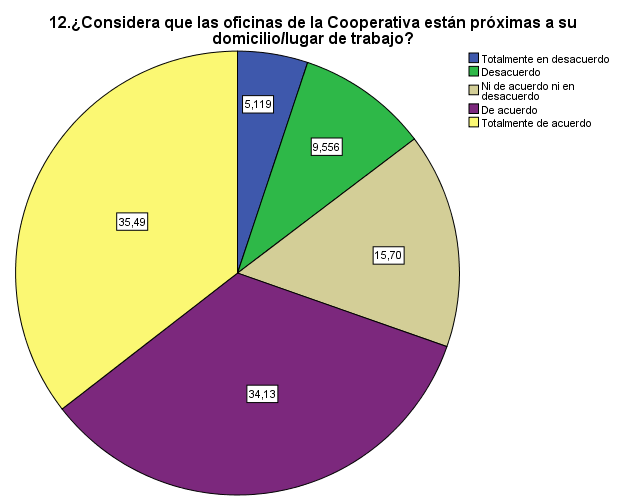 12.¿Considera que las oficinas de la Cooperativa están próximas a su
domicilio/lugar de trabajo?
Totalmente en desacuerdo
Desacuerdo
Ni de acuerdo ni en
desacuerdo
De acuerdo
Totalmente de acuerdo
5,119
9,556
15,70
34,13
35,49